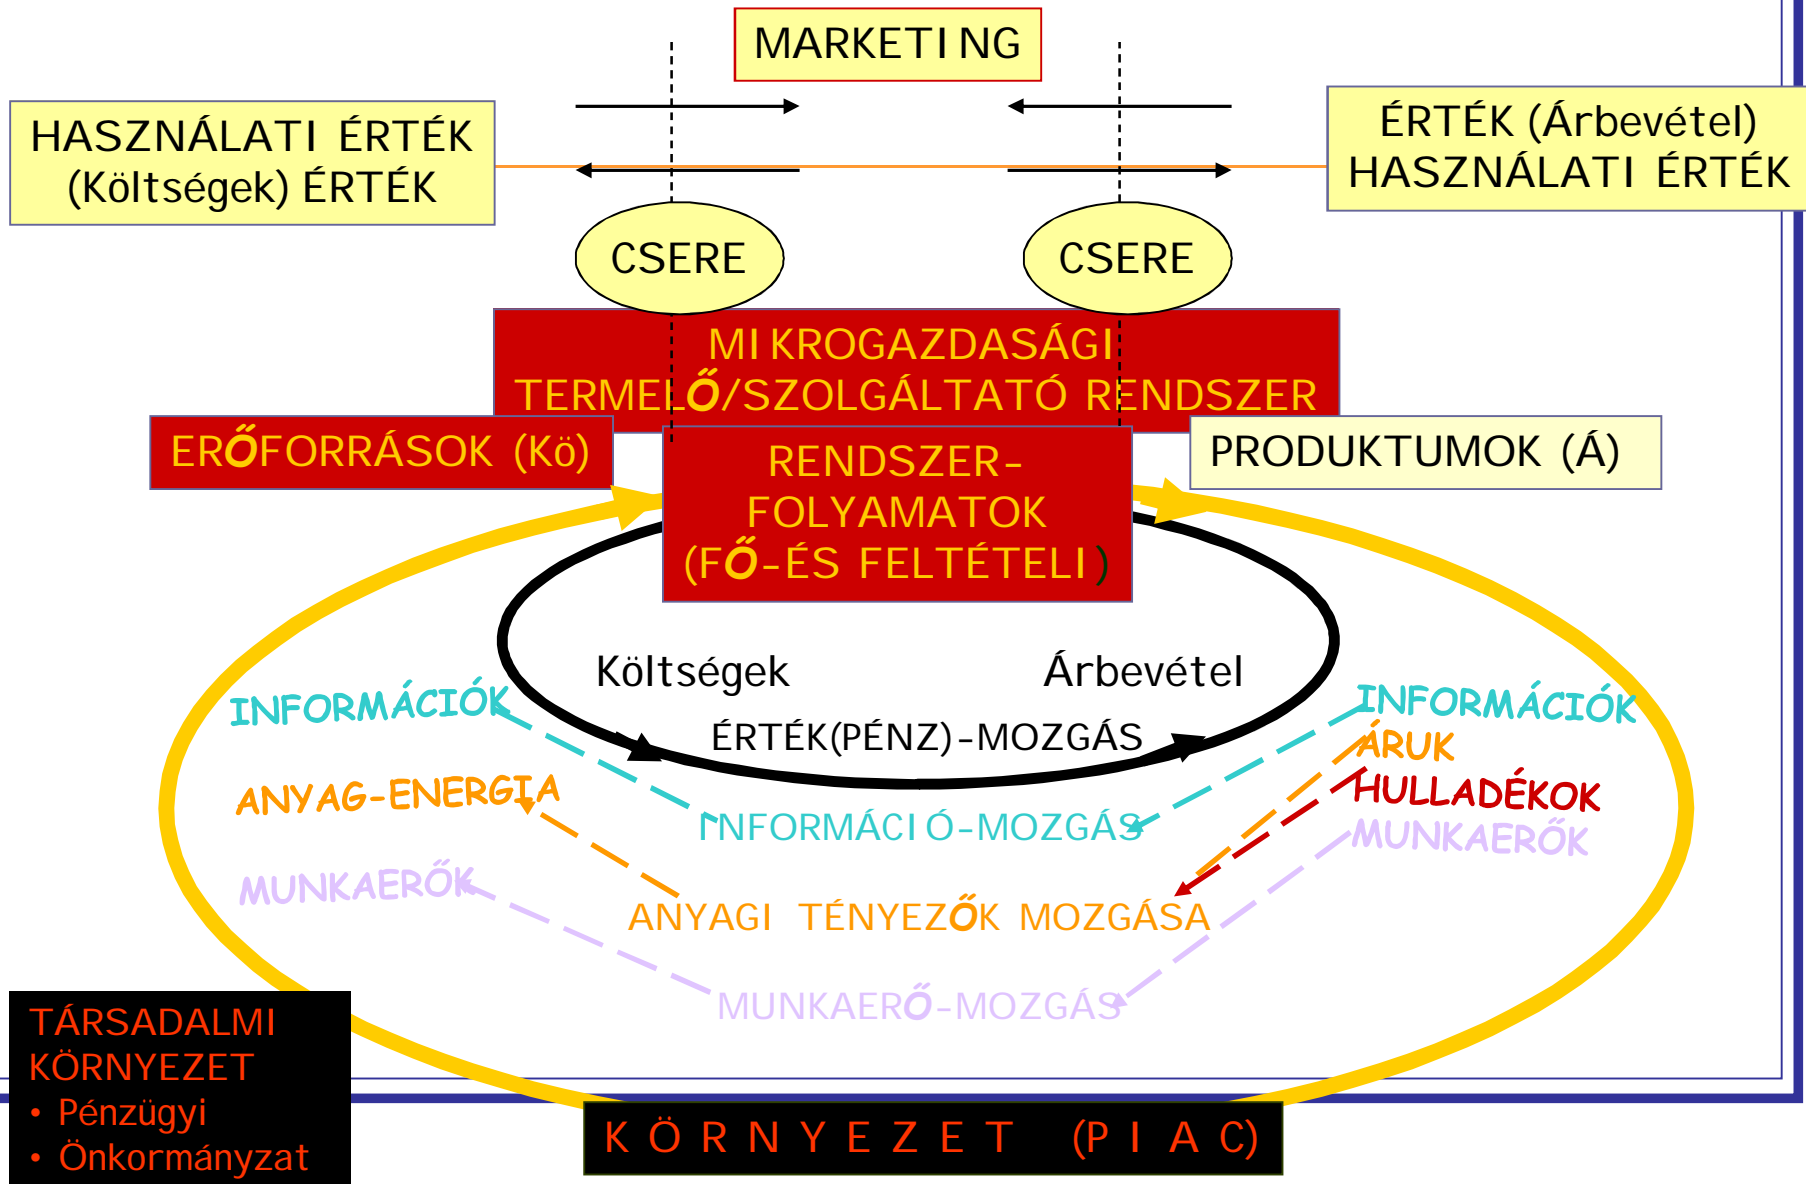 MARKETING
HASZNÁLATI ÉRTÉK
(Költségek) ÉRTÉK
ÉRTÉK (Árbevétel)
HASZNÁLATI ÉRTÉK
CSERE
CSERE
MIKROGAZDASÁGI
TERMELŐ/SZOLGÁLTATÓ RENDSZER
ERŐFORRÁSOK (Kö)
RENDSZER-
FOLYAMATOK
(FŐ-ÉS FELTÉTELI)
PRODUKTUMOK (Á)
Költségek
Árbevétel
ÉRTÉK(PÉNZ)-MOZGÁS
INFORMÁCIÓK
ANYAG-ENERGIA
MUNKAERŐK
INFORMÁCIÓK
ÁRUK
HULLADÉKOK
MUNKAERŐK
INFORMÁCIÓ-MOZGÁS
ANYAGI TÉNYEZŐK MOZGÁSA
MUNKAERŐ-MOZGÁS
TÁRSADALMI
KÖRNYEZET
• Pénzügyi
• Önkormányzat
KÖRNYEZET (PIAC)